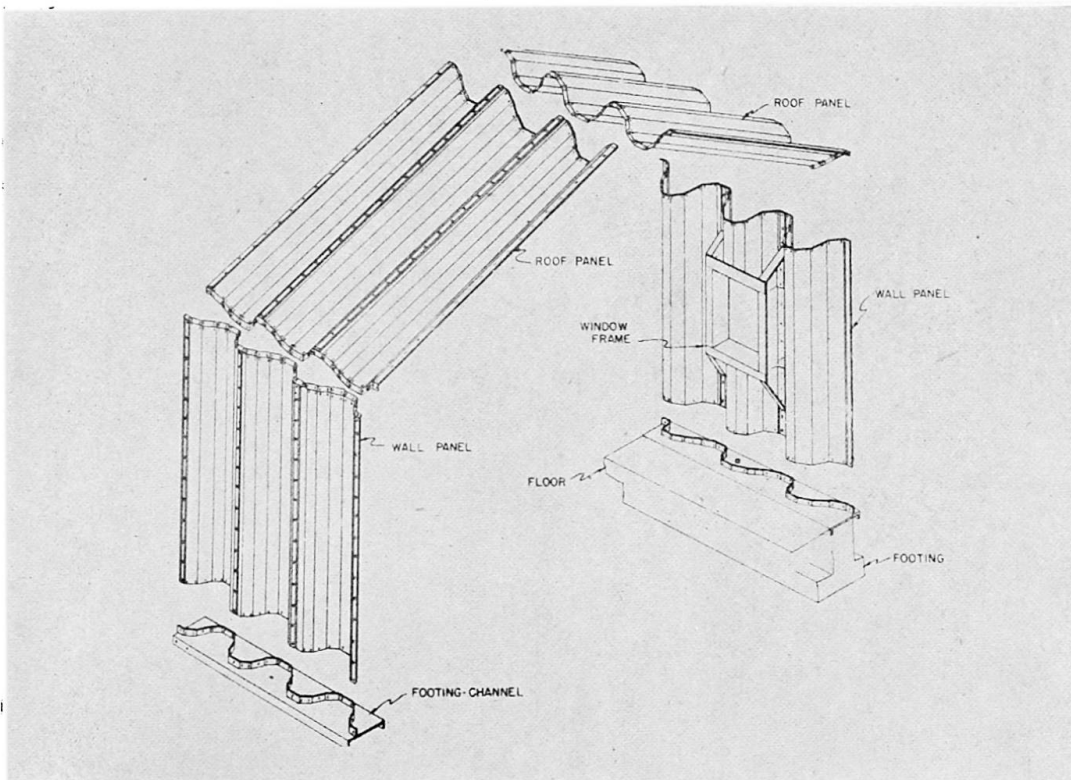 ROOF PANEL
ROOF PANEL
WALL PANEL
WINDOW
FRAME
WALL PANEL
FLOOR
FOOTING
FOOTING-CHANNEL